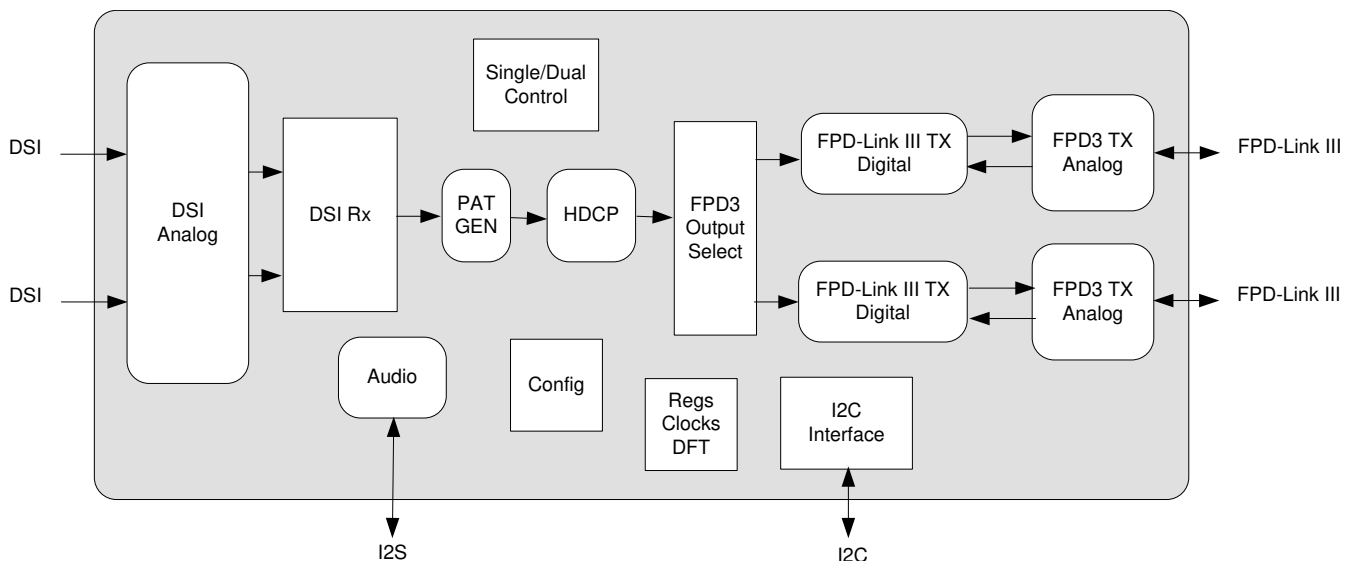 Single/Dual
Control
DSI
DSI
DSI
Analog
DSI Rx
PAT
GEN
HDCP
FPD3
Output
Select
FPD-Link III TX
Digital
FPD3 TX
Analog
FPD-Link III
FPD-Link III TX
Digital
FPD3 TX
Analog
FPD-Link III
Audio
Config
Regs
Clocks
DFT
I2C
Interface
I2S
I2C